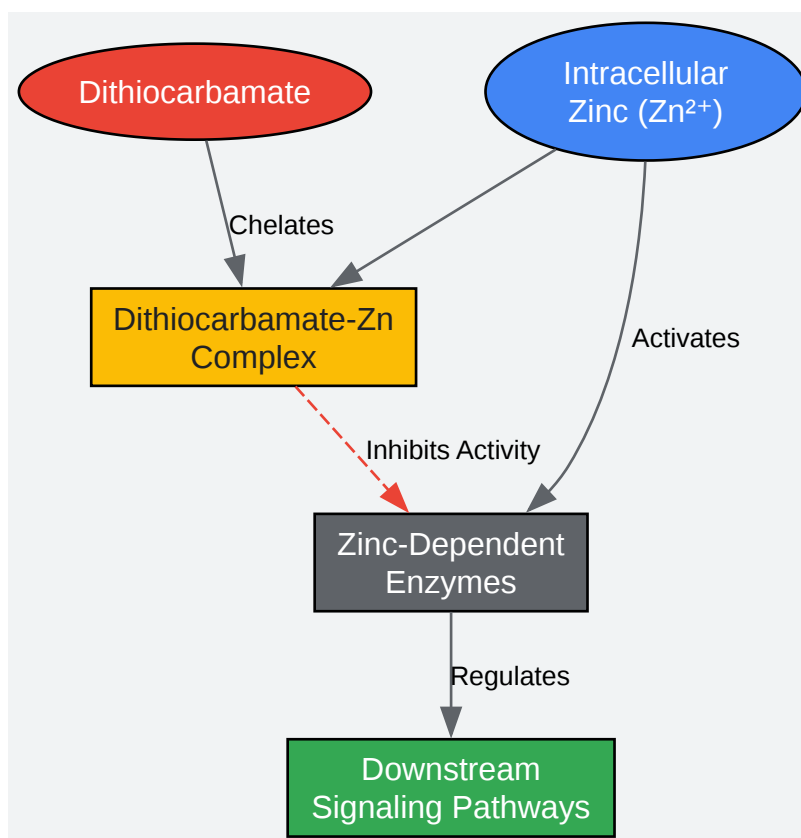 Dithiocarbamate
Intracellular
Zinc (Zn²⁺)
Chelates
Dithiocarbamate-Zn
Complex
Activates
Inhibits Activity
Zinc-Dependent
Enzymes
Regulates
Downstream
Signaling Pathways